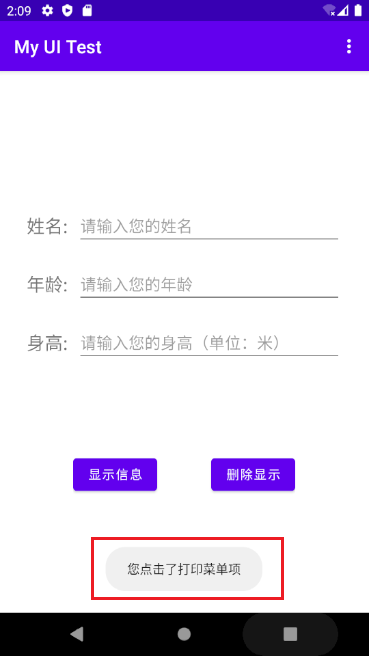 2:09
My UI Test
姓名: 请输入您的姓名
年龄: 请输入您的年龄
身高: 请输入您的身高（单位：米）
显示信息 删除显示
您点击了打印菜单项